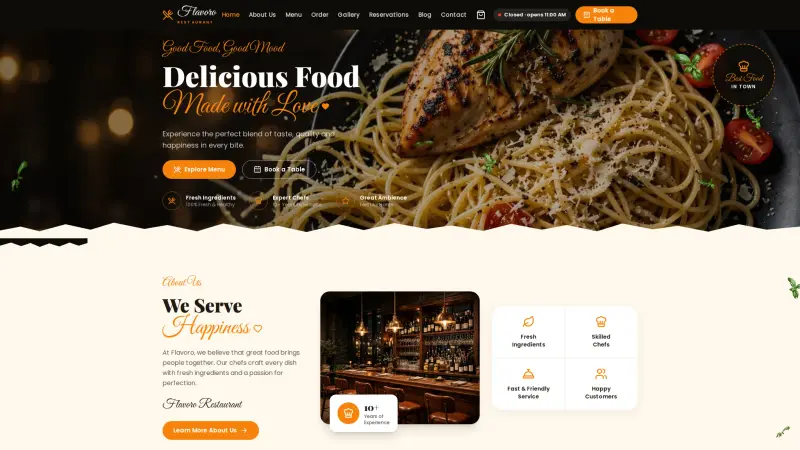 Flavoro
RESTAURANT
Home
About Us
Menu
Order
Gallery
Reservations
Blog
Contact
Closed · opens 11:00 AM
Book a
Table
Good Food, Good Mood
Delicious Food
Made with Love
Experience the perfect blend of taste, quality and
happiness in every bite.
Explore Menu
Book a Table
Fresh Ingredients
100% Fresh & Healthy
Expert Chefs
Great Ambience
Best Food
IN TOWN
About Us
We Serve
Happiness
At Flavoro, we believe that great food brings
people together. Our chefs craft every dish
with fresh ingredients and a passion for
perfection.
Flavoro Restaurant
Learn More About Us
10+
Years of
Experience
Fresh
Ingredients
Skilled
Chefs
Fast & Friendly
Service
Happy
Customers